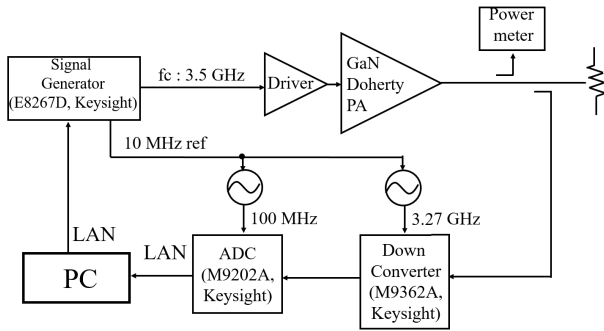 Power
meter
Signal
Generator
(E8267D, Keysight)
fc : 3.5 GHz
Driver
GaN
Doherty
PA
10 MHz ref
100 MHz
3.27 GHz
LAN
LAN
PC
ADC
(M9202A,
Keysight)
Down
Converter
(M9362A,
Keysight)